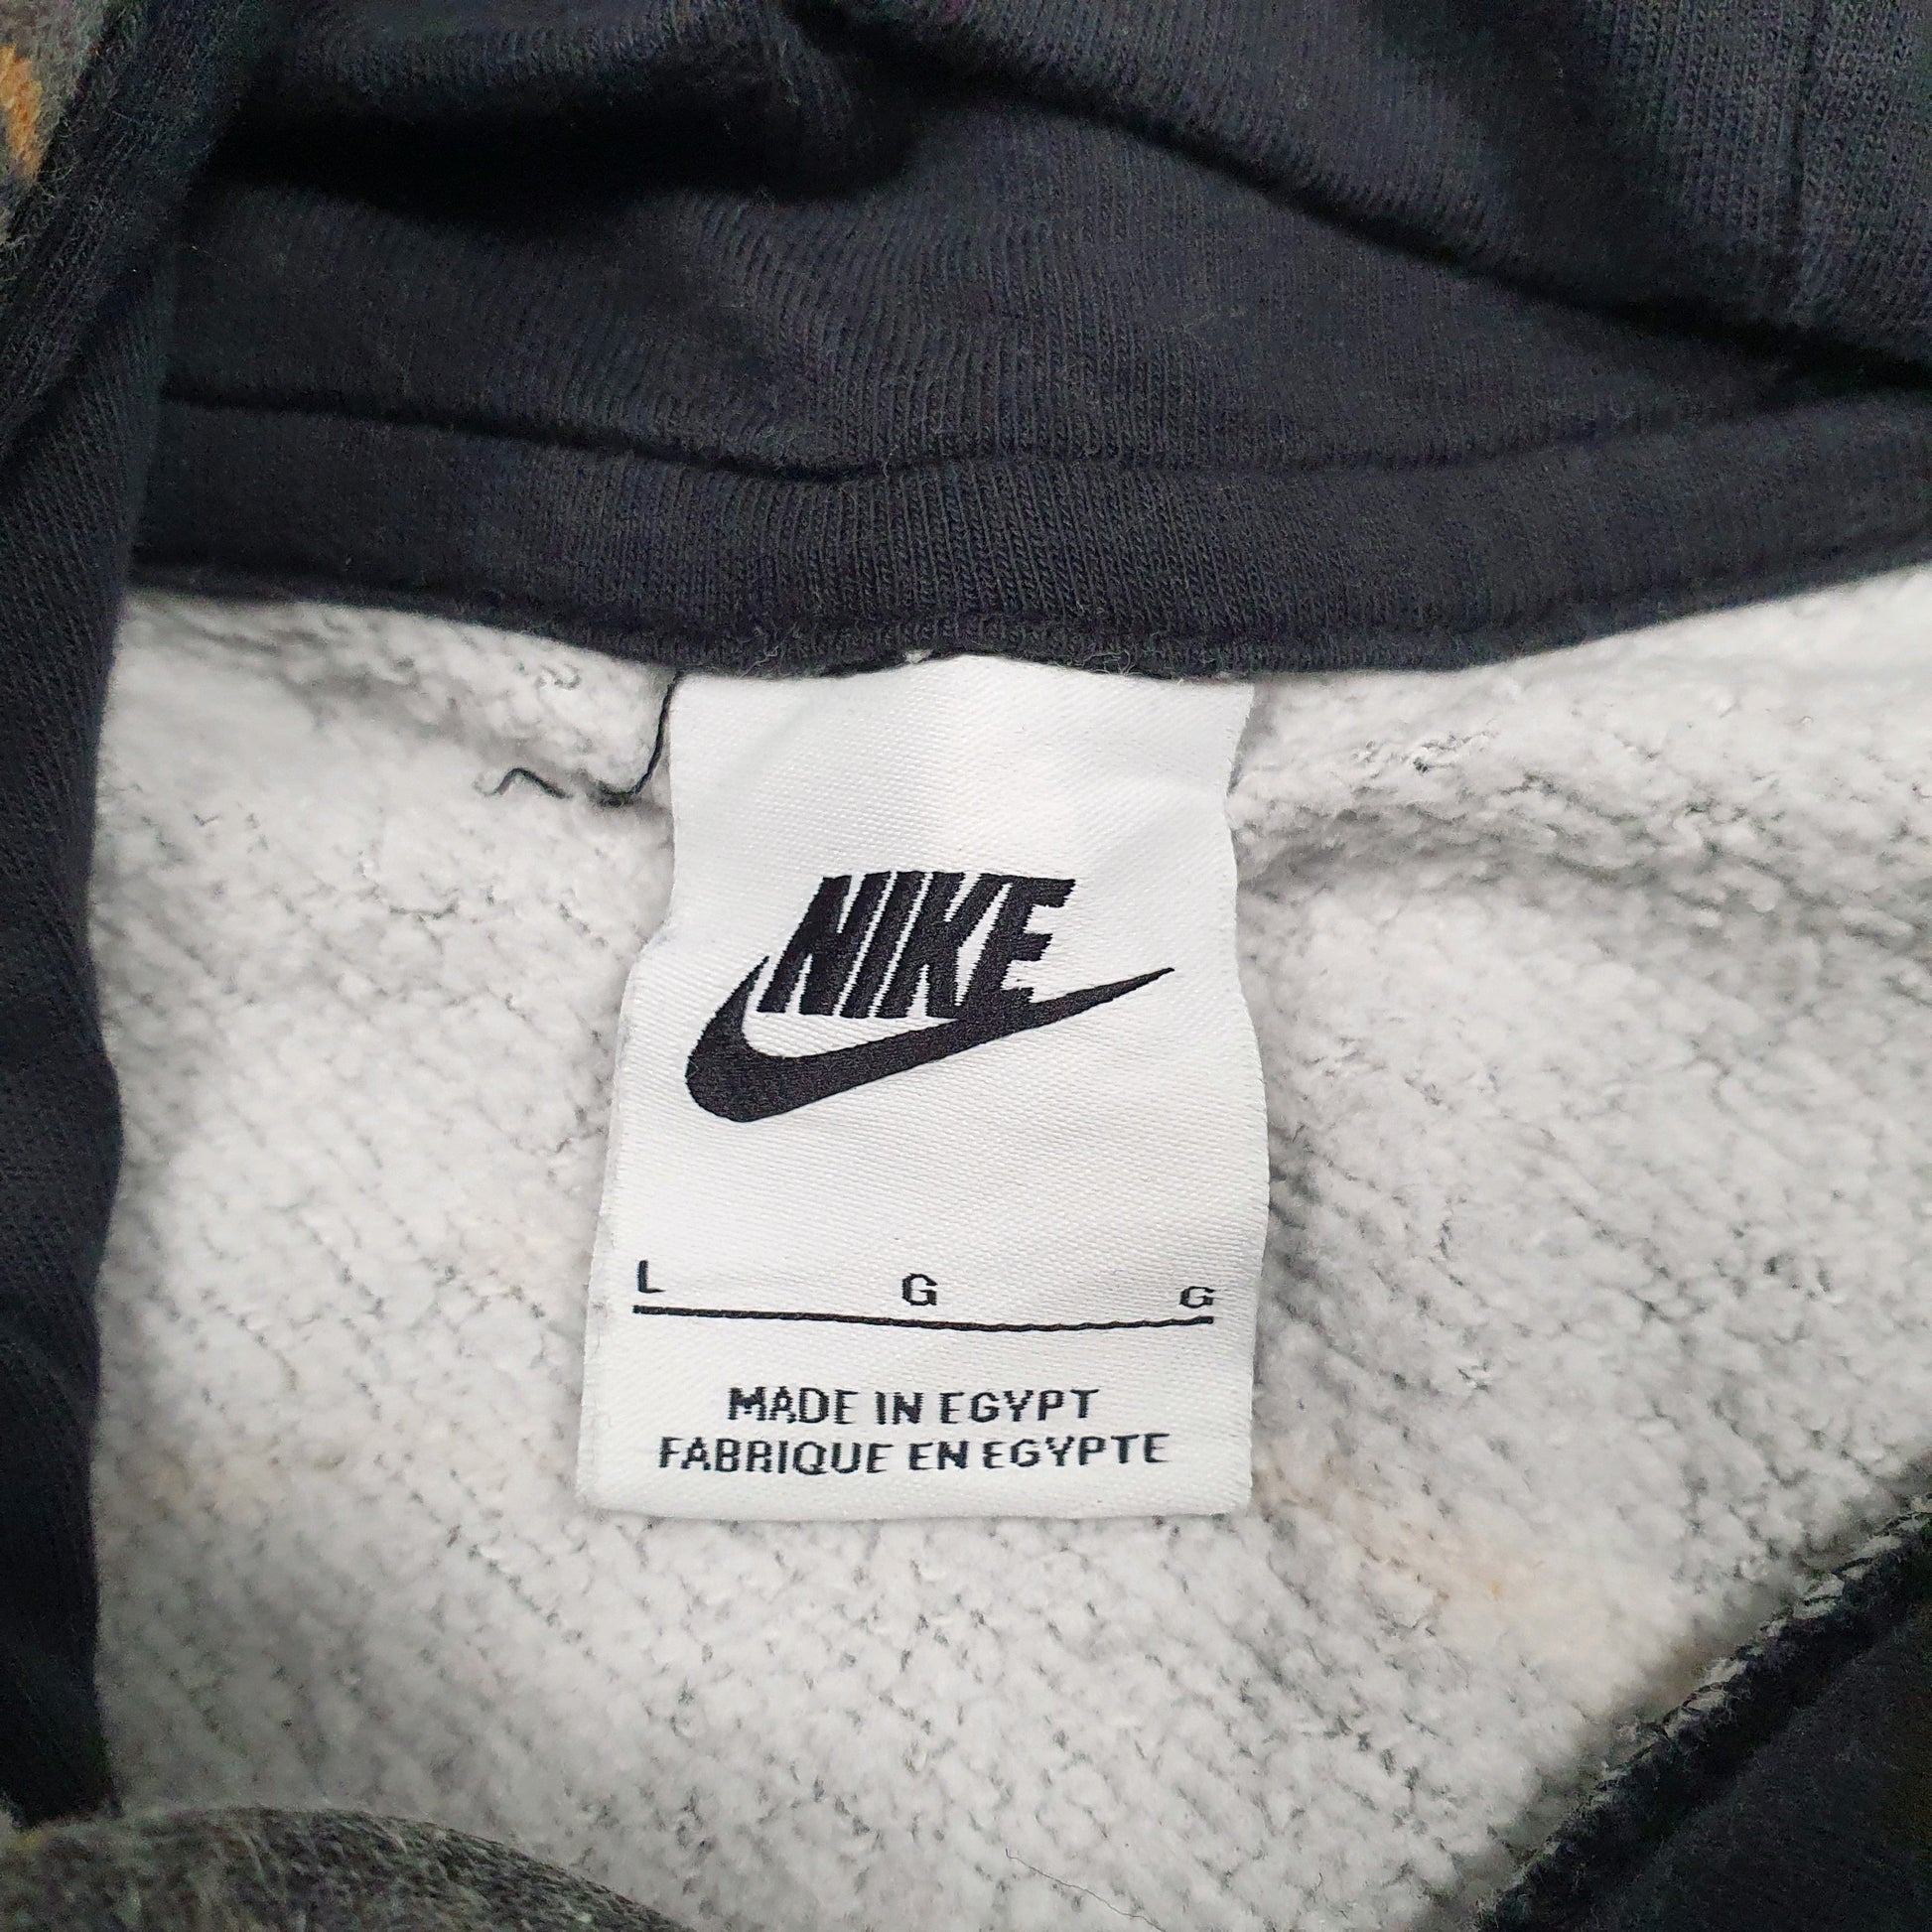 NIKE
L G G
MADE IN EGYPT
FABRIQUE EN EGYPTE